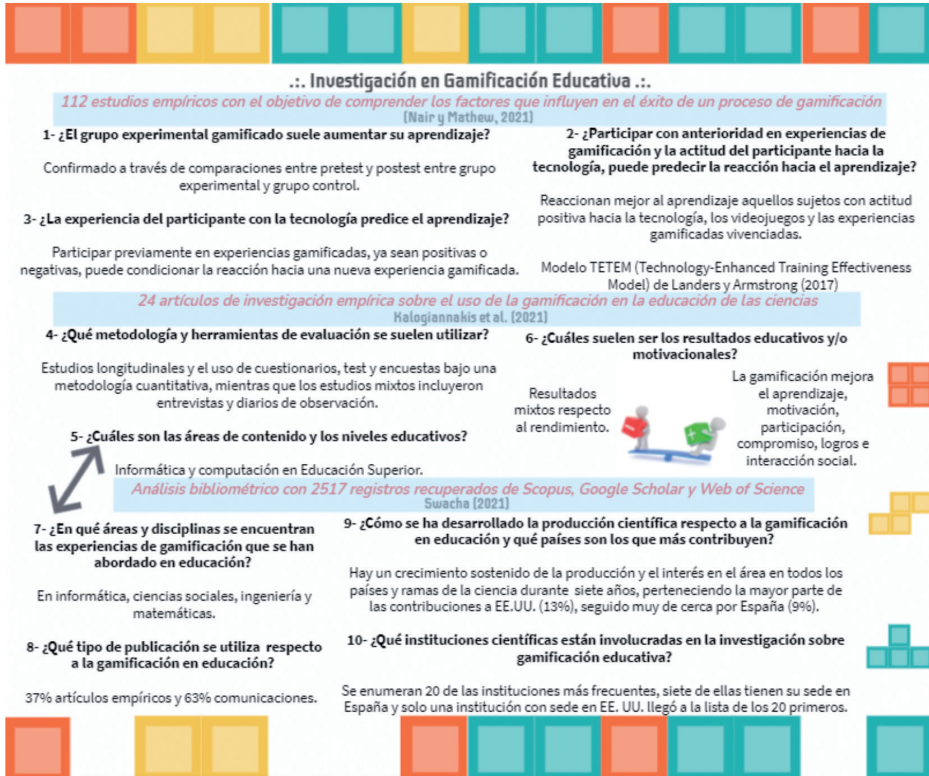 .:. Investigación en Gamificación Educativa .:.
112 estudios empíricos con el objetivo de comprender los factores que influyen en el éxito de un proceso de gamificación
(Nair y Mathew, 2021)
1- ¿El grupo experimental gamificado suele aumentar su aprendizaje?
Confirmado a través de comparaciones entre pretest y postest entre grupo
experimental y grupo control.
2- ¿Participar con anterioridad en experiencias de
gamificación y la actitud del participante hacia la
tecnología, puede predecir la reacción hacia el aprendizaje?
Reaccionan mejor al aprendizaje aquellos sujetos con actitud
positiva hacia la tecnología, los videojuegos y las experiencias
gamificadas vivenciadas.
Modelo TETEM (Technology-Enhanced Training Effectiveness
Model) de Landers y Armstrong (2017)
3- ¿La experiencia del participante con la tecnología predice el aprendizaje?
Participar previamente en experiencias gamificadas, ya sean positivas o
negativas, puede condicionar la reacción hacia una nueva experiencia gamificada.
24 artículos de investigación empírica sobre el uso de la gamificación en la educación de las ciencias
Kalogiannakis et al. (2021)
4- ¿Qué metodología y herramientas de evaluación se suelen utilizar?
Estudios longitudinales y el uso de cuestionarios, test y encuestas bajo una
metodología cuantitativa, mientras que los estudios mixtos incluyeron
entrevistas y diarios de observación.
5- ¿Cuáles son las áreas de contenido y los niveles educativos?
Informática y computación en Educación Superior.
6- ¿Cuáles suelen ser los resultados educativos y/o
motivacionales?
Resultados
mixtos respecto
al rendimiento.
La gamificación mejora
el aprendizaje,
motivación,
participación,
compromiso, logros e
interacción social.
Análisis bibliométrico con 2517 registros recuperados de Scopus, Google Scholar y Web of Science
Swacha (2021)
7- ¿En qué áreas y disciplinas se encuentran
las experiencias de gamificación que se han
abordado en educación?
En informática, ciencias sociales, ingeniería y
matemáticas.
8- ¿Qué tipo de publicación se utiliza respecto
a la gamificación en educación?
37% artículos empíricos y 63% comunicaciones.
9- ¿Cómo se ha desarrollado la producción científica respecto a la gamificación
en educación y qué países son los que más contribuyen?
Hay un crecimiento sostenido de la producción y el interés en el área en todos los
países y ramas de la ciencia durante siete años, perteneciendo la mayor parte de
las contribuciones a EE.UU. (13%), seguido muy de cerca por España (9%).
10- ¿Qué instituciones científicas están involucradas en la investigación sobre
gamificación educativa?
Se enumeran 20 de las instituciones más frecuentes, siete de ellas tienen su sede en
España y solo una institución con sede en EE. UU. llegó a la lista de los 20 primeros.